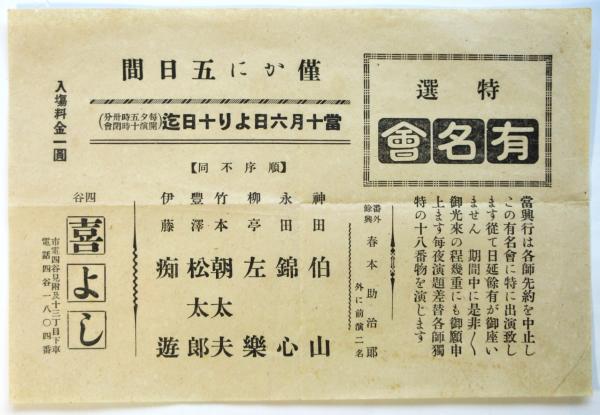 特選
有名會
當興行は各師先約を中止し
この有名會に特に出演致し
ます從て日延餘有が御座い
ません 期間中に是非〱
御光來の程幾重にも御願申
上ます每夜演題差替各師獨
特の十八番物を演じます
番外餘興 春本助治郎
外に前演二名
僅かに五日間
當十月六日より十日迄
每夕五時卅分開演十時閉會
入場料金一圓
【順序不同】
神田伯山
永田錦心
柳亭左樂
竹本朝太夫
豐澤松太郎
伊藤痴遊
四谷
喜よし
市電四谷見附及十三丁目下車
電話四谷一八〇四番